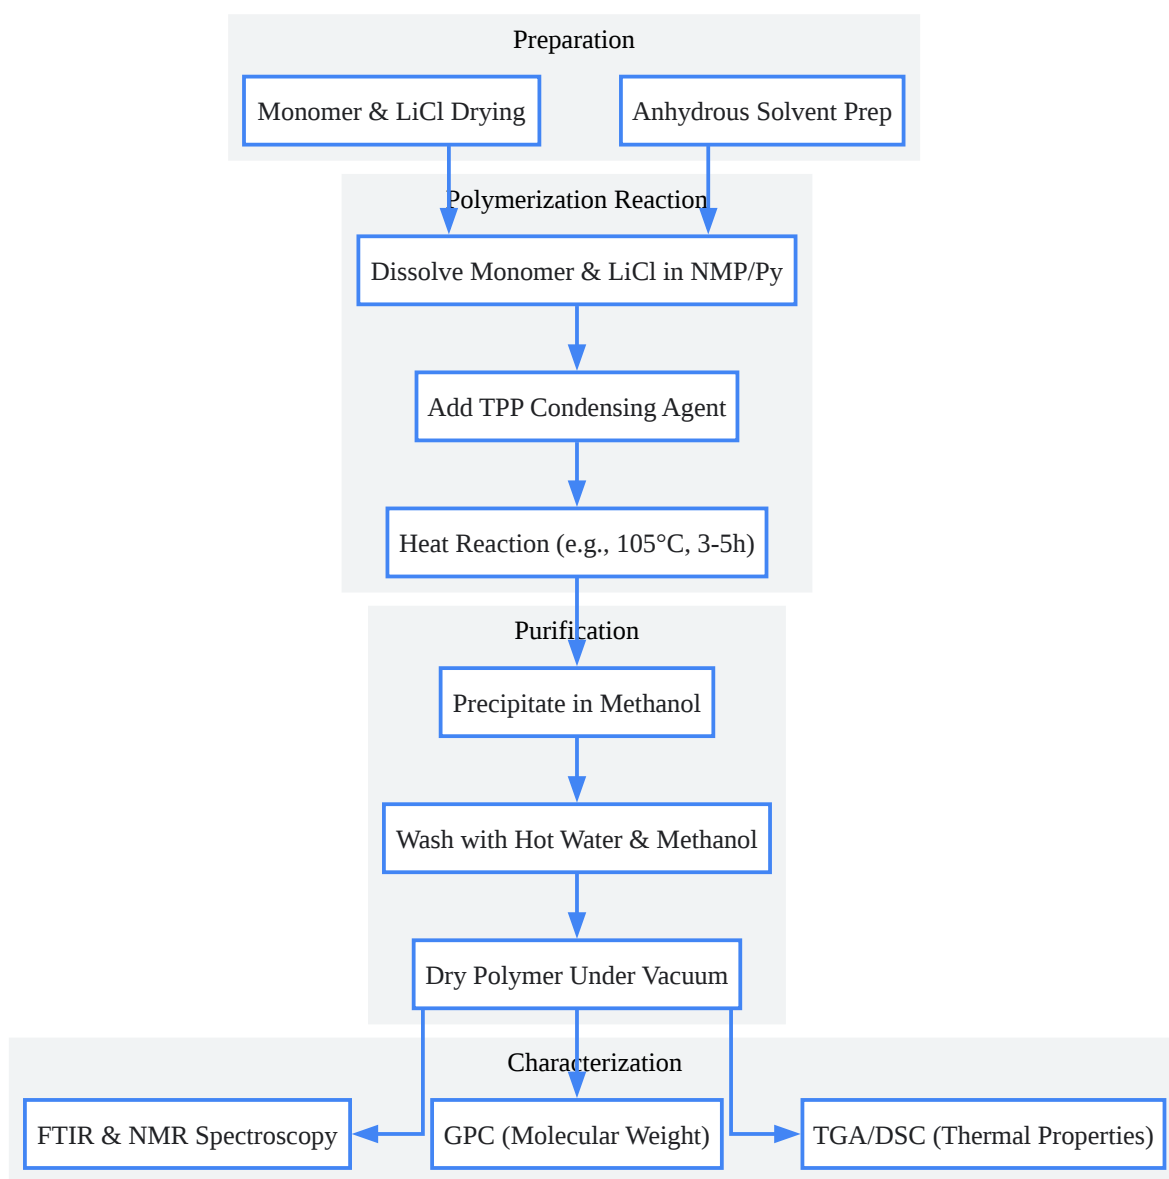 Preparation
Monomer & LiCl Drying
Anhydrous Solvent Prep
Polymerization Reaction
Dissolve Monomer & LiCl in NMP/Py
Add TPP Condensing Agent
Heat Reaction (e.g., 105°C, 3-5h)
Purification
Precipitate in Methanol
Wash with Hot Water & Methanol
Dry Polymer Under Vacuum
Characterization
FTIR & NMR Spectroscopy
GPC (Molecular Weight)
TGA/DSC (Thermal Properties)